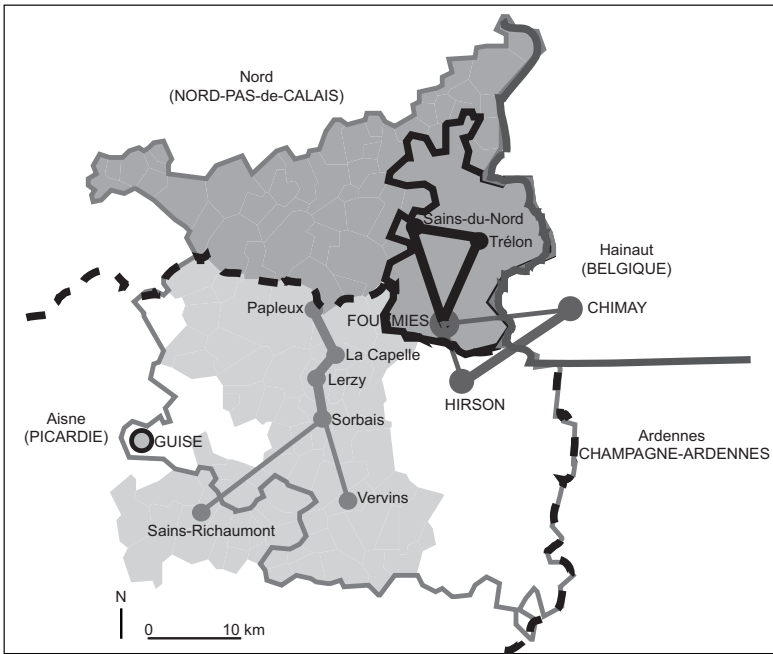 Nord
(NORD-PAS-de-CALAIS)
Sains-du-Nord
Trélon
Hainaut
(BELGIQUE)
Papleux
FOURMIES
CHIMAY
La Capelle
Lerzy
HIRSON
Aisne
(PICARDIE)
Sorbais
GUISE
Ardennes
CHAMPAGNE-ARDENNES
Vervins
Sains-Richaumont
N
0 10 km